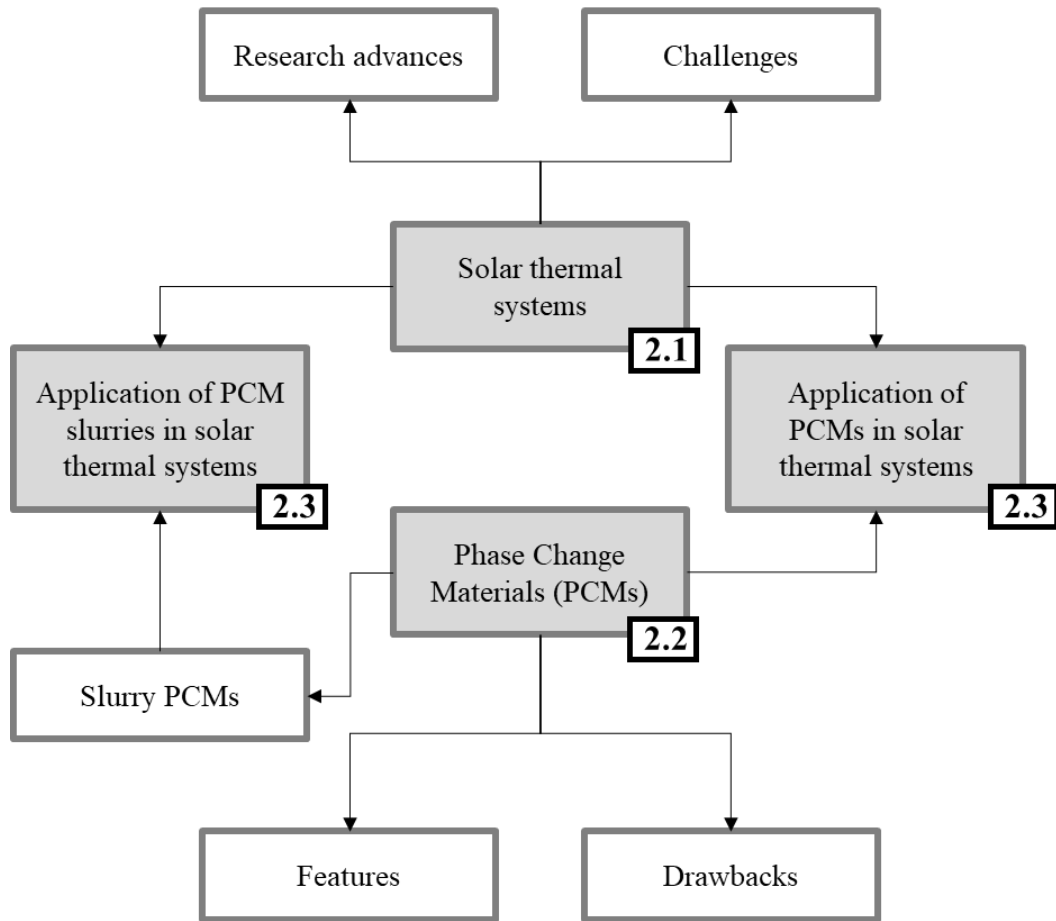 Research advances
Challenges
Solar thermal
systems
2.1
Application of PCM
slurries in solar
thermal systems
2.3
Application of
PCMs in solar
thermal systems
2.3
Phase Change
Materials (PCMs)
2.2
Slurry PCMs
Features
Drawbacks